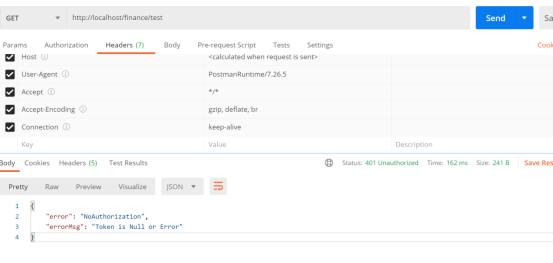 GET http://localhost/finance/test Send Sa
Params Authorization Headers (7) Body Pre-request Script Tests Settings Cook
Host <calculated when request is sent>
User-Agent PostmanRuntime/7.26.5
Accept */*
Accept-Encoding gzip, deflate, br
Connection keep-alive
Key Value Description
Body Cookies Headers (5) Test Results Status: 401 Unauthorized Time: 162 ms Size: 241 B Save Res
Pretty Raw Preview Visualize JSON
1 {
2 "error": "NoAuthorization",
3 "errorMsg": "Token is Null or Error"
4 }